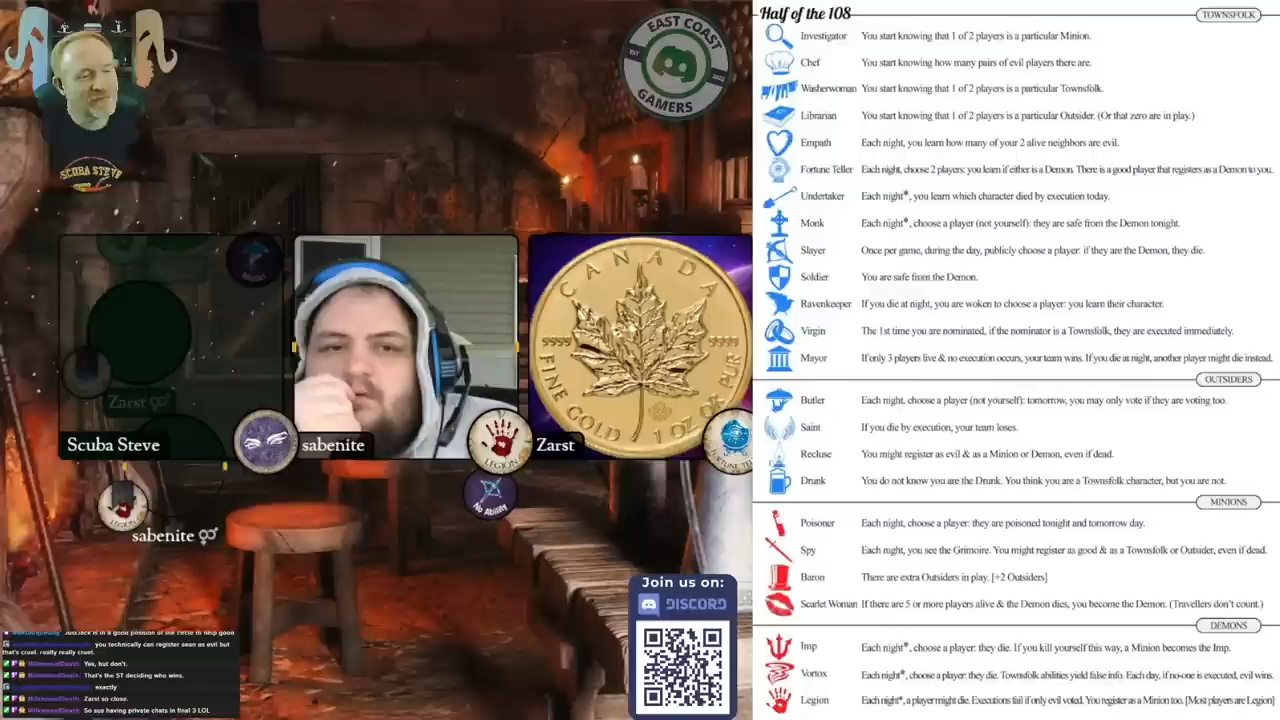 EAST COAST
EST
2022
GAMERS
SCUBA STEVE
Zarst
Scuba Steve
sabenite
LEGION
No Ability
CANADA
9999
9999
FINE GOLD 1 OZ OR PUR
Zarst
LEGION
sabenite
Join us on:
DISCORD
you technically can register seen as evil but
that's cruel, really really cruel.
Yes, but don't.
That's the ST deciding who wins.
exactly
Zarst so close.
So sus having private chats in final 3 LOL
Half of the 108
TOWNSFOLK
Investigator You start knowing that 1 of 2 players is a particular Minion.
Chef You start knowing how many pairs of evil players there are.
Washerwoman You start knowing that 1 of 2 players is a particular Townsfolk.
Librarian You start knowing that 1 of 2 players is a particular Outsider. (Or that zero are in play.)
Empath Each night, you learn how many of your 2 alive neighbors are evil.
Fortune Teller Each night, choose 2 players: you learn if either is a Demon. There is a good player that registers as a Demon to you.
Undertaker Each night*, you learn which character died by execution today.
Monk Each night*, choose a player (not yourself): they are safe from the Demon tonight.
Slayer Once per game, during the day, publicly choose a player: if they are the Demon, they die.
Soldier You are safe from the Demon.
Ravenkeeper If you die at night, you are woken to choose a player: you learn their character.
Virgin The 1st time you are nominated, if the nominator is a Townsfolk, they are executed immediately.
Mayor If only 3 players live & no execution occurs, your team wins. If you die at night, another player might die instead.
OUTSIDERS
Butler Each night, choose a player (not yourself): tomorrow, you may only vote if they are voting too.
Saint If you die by execution, your team loses.
Recluse You might register as evil & as a Minion or Demon, even if dead.
Drunk You do not know you are the Drunk. You think you are a Townsfolk character, but you are not.
MINIONS
Poisoner Each night, choose a player: they are poisoned tonight and tomorrow day.
Spy Each night, you see the Grimoire. You might register as good & as a Townsfolk or Outsider, even if dead.
Baron There are extra Outsiders in play. [+2 Outsiders]
Scarlet Woman If there are 5 or more players alive & the Demon dies, you become the Demon. (Travellers don't count.)
DEMONS
Imp Each night*, choose a player: they die. If you kill yourself this way, a Minion becomes the Imp.
Vortox Each night*, choose a player: they die. Townsfolk abilities yield false info. Each day, if no-one is executed, evil wins.
Legion Each night*, a player might die. Executions fail if only evil voted. You register as a Minion too. [Most players are Legion]